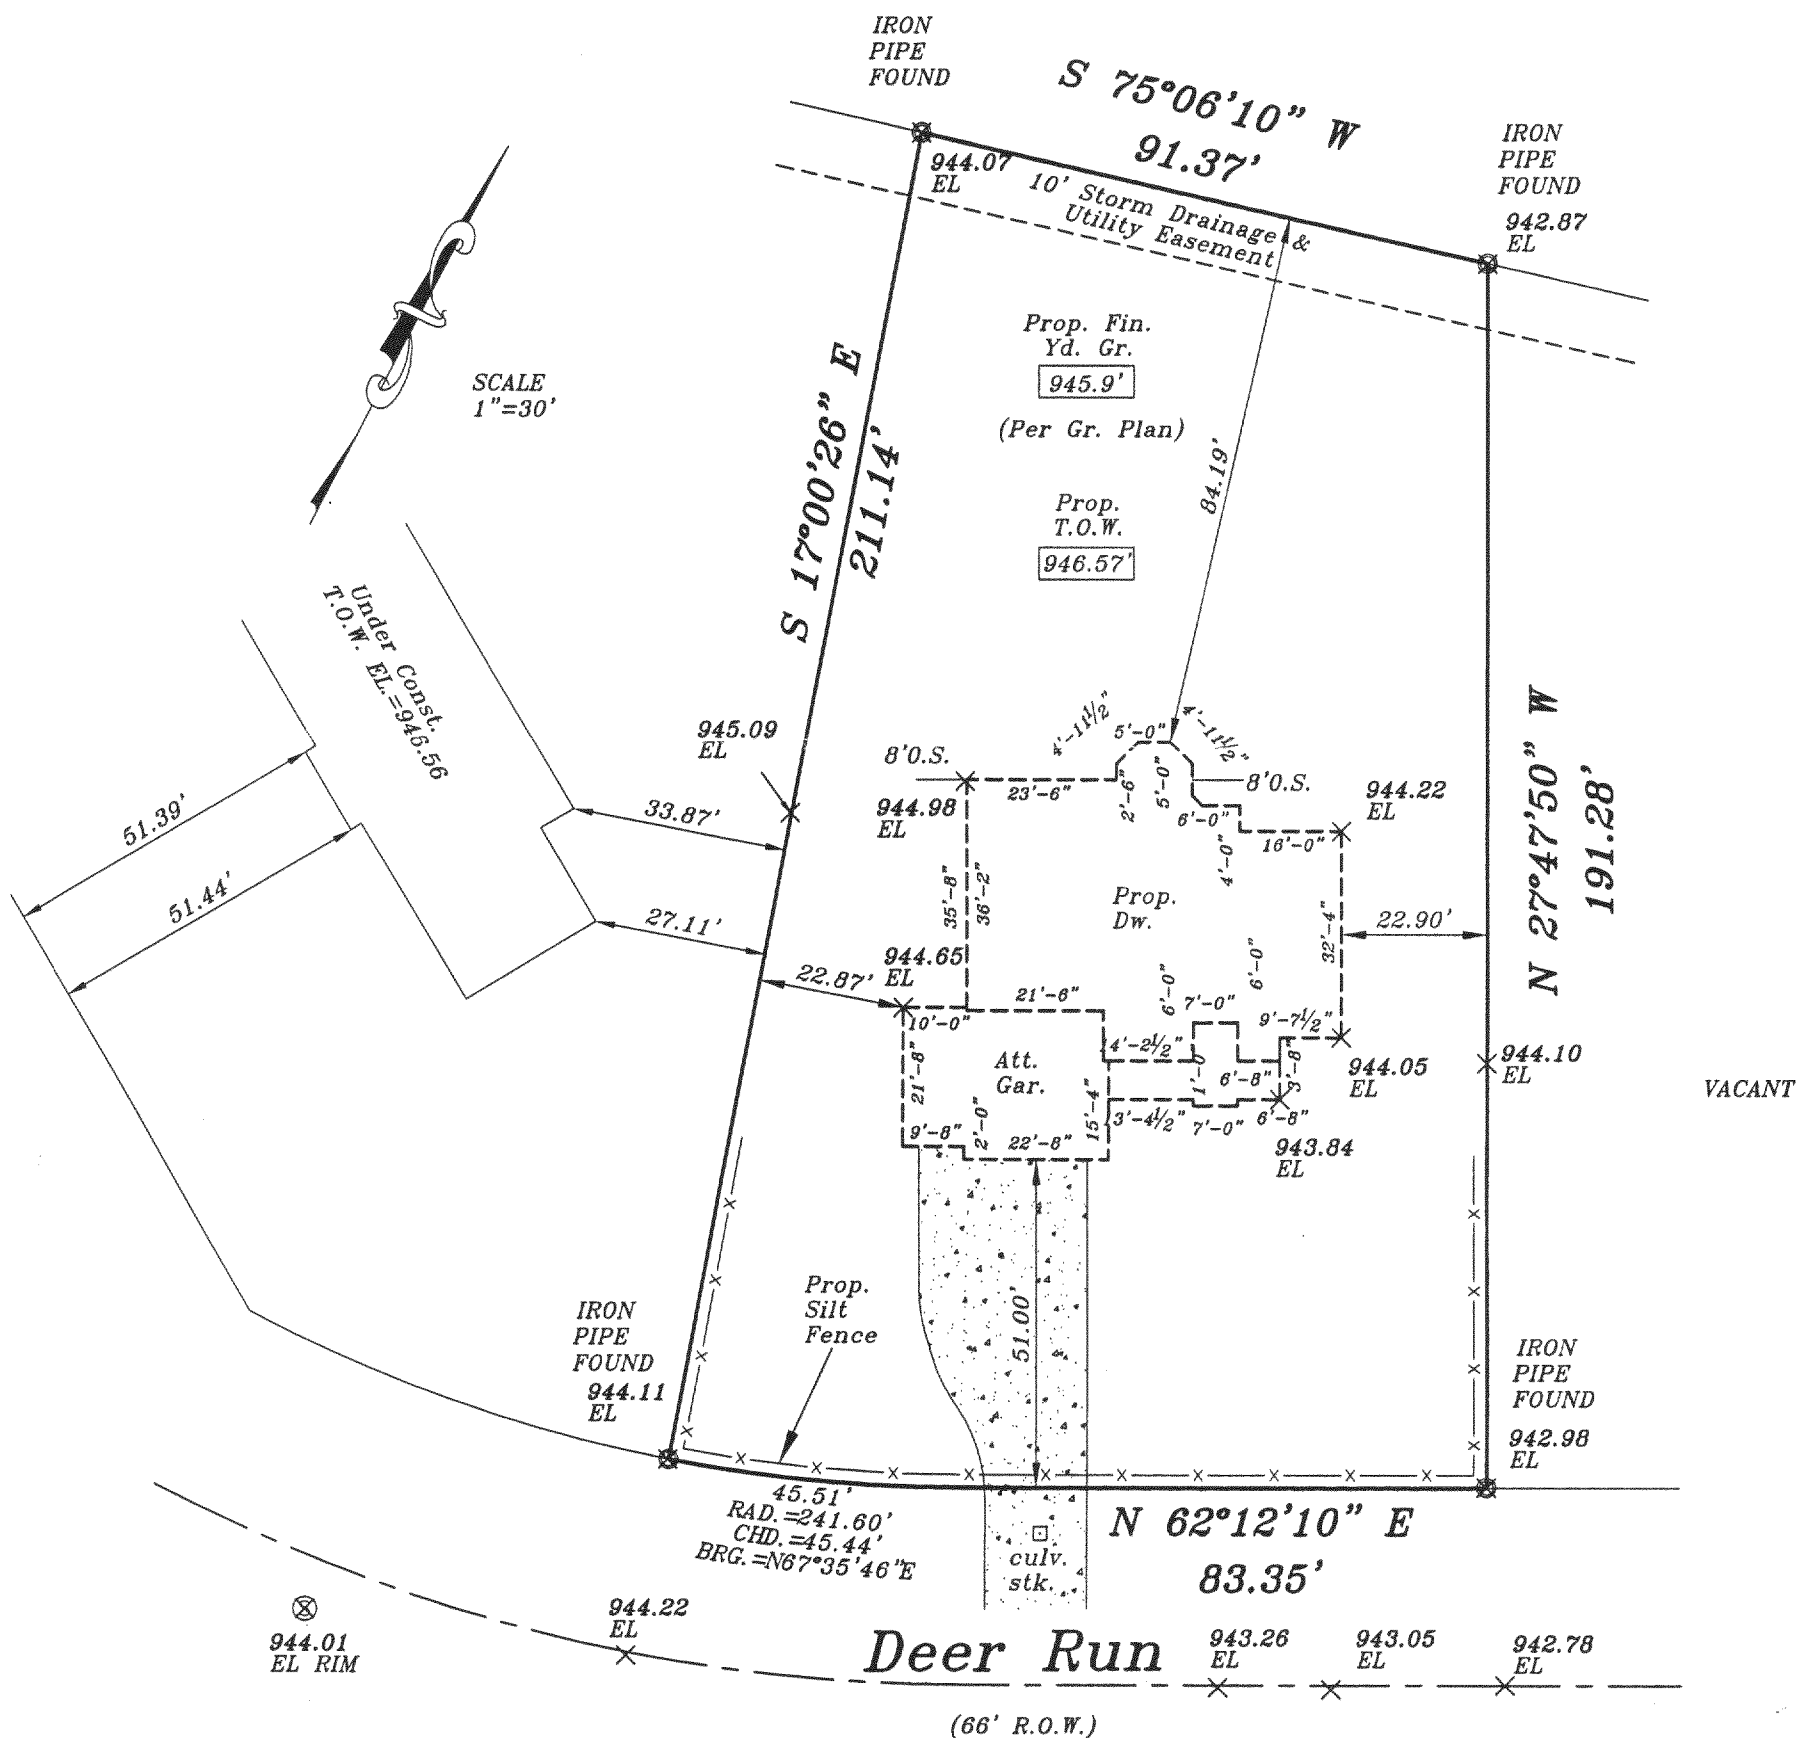 IRON
PIPE
FOUND
S 75°06'10" W
91.37'
IRON
PIPE
FOUND
944.07
EL
10' Storm Drainage &
Utility Easement
942.87
EL
SCALE
1"=30'
Prop. Fin.
Yd. Gr.
945.9'
(Per Gr. Plan)
S 17°00'26" E
211.14'
84.19'
Prop.
T.O.W.
946.57'
Under Const.
T.O.W. EL.=946.56
N 27°47'50" W
191.28'
945.09
EL
8'O.S.
4'-11½"
5'-0"
4'-11½"
23'-6"
2'-6"
5'-0"
8'O.S.
6'-0"
944.98
EL
944.22
EL
4'-0"
16'-0"
51.39'
33.87'
51.44'
35'-8"
36'-2"
Prop.
Dw.
32'-4"
22.90'
27.11'
944.65
EL
22.87'
6'-0"
6'-0"
21'-6"
7'-0"
10'-0"
9'-7½"
14'-2½"
Att.
Gar.
21'-8"
1'-0
6'-8"
3'-8"
944.05
EL
944.10
EL
VACANT
15'-4"
3'-4½"
7'-0"
6'-8"
9'-8"
2'-0"
22'-8"
943.84
EL
Prop.
Silt
Fence
51.00'
IRON
PIPE
FOUND
944.11
EL
IRON
PIPE
FOUND
942.98
EL
45.51'
RAD.=241.60'
CHD.=45.44'
BRG.=N67°35'46"E
culv.
stk.
N 62°12'10" E
83.35'
944.01
EL RIM
944.22
EL
Deer Run
943.26
EL
943.05
EL
942.78
EL
(66' R.O.W.)